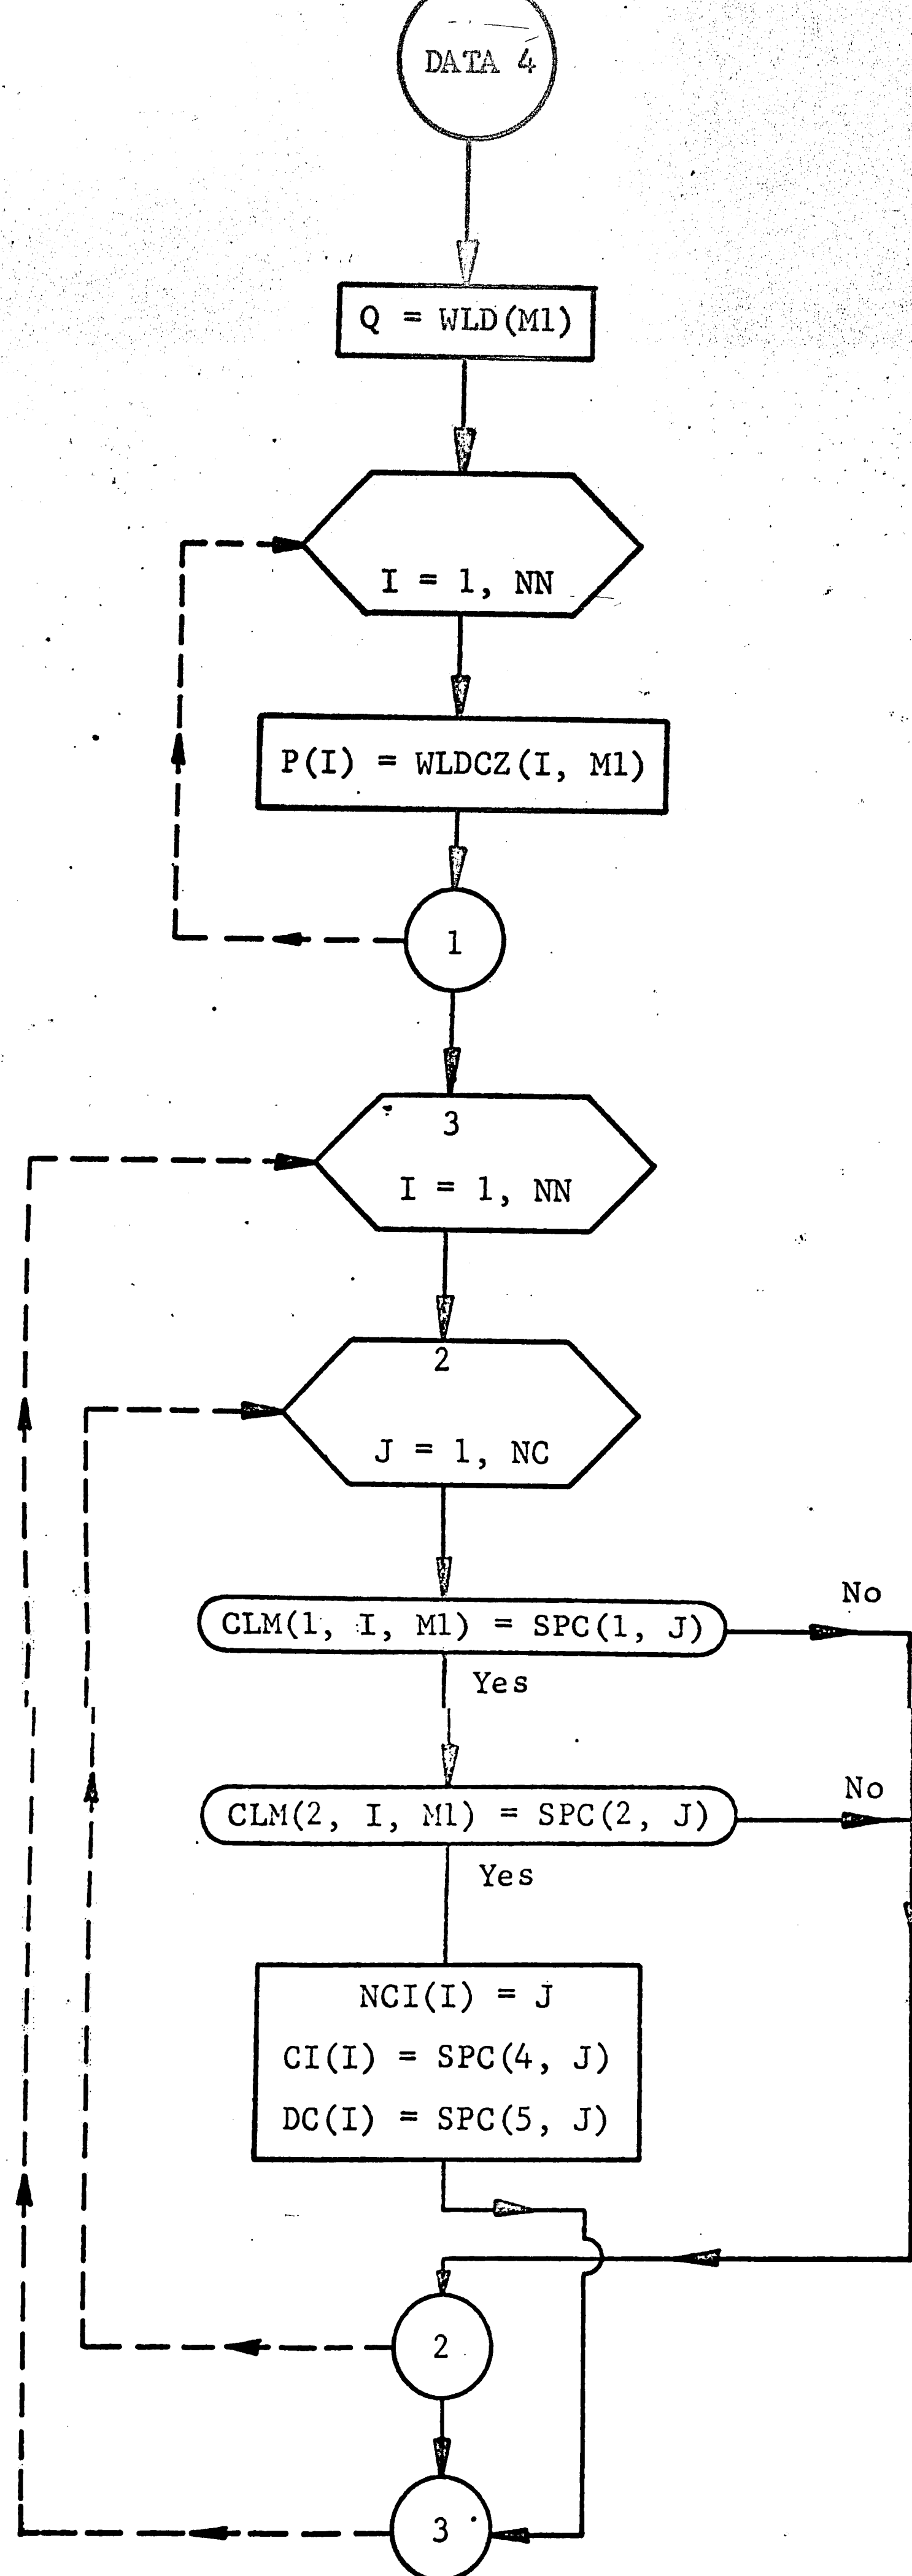 DATA 4
Q = WLD(M1)
I = 1, NN
P(I) = WLDCZ(I, M1)
1
3
I = 1, NN
2
J = 1, NC
CLM(1, I, M1) = SPC(1, J)
No
Yes
CLM(2, I, M1) = SPC(2, J)
No
Yes
NCI(I) = J
CI(I) = SPC(4, J)
DC(I) = SPC(5, J)
2
3